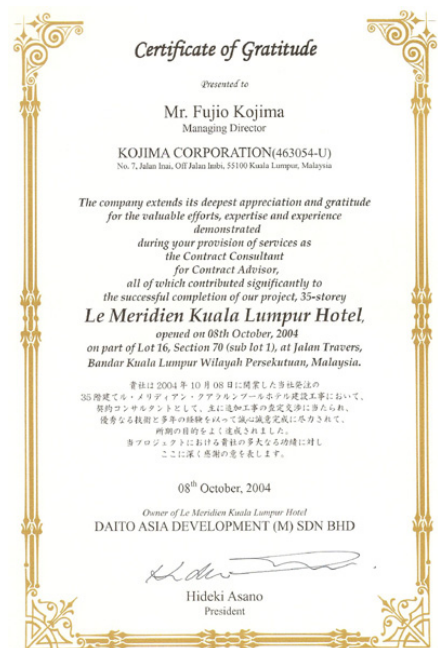 Certificate of Gratitude
Presented to
Mr. Fujio Kojima
Managing Director
KOJIMA CORPORATION(463054-U)
No. 7, Jalan Inai, Off Jalan Imbi, 55100 Kuala Lumpur, Malaysia
The company extends its deepest appreciation and gratitude
for the valuable efforts, expertise and experience
demonstrated
during your provision of services as
the Contract Consultant
for Contract Advisor,
all of which contributed significantly to
the successful completion of our project, 35-storey
Le Meridien Kuala Lumpur Hotel,
opened on 08th October, 2004
on part of Lot 16, Section 70 (sub lot 1), at Jalan Travers,
Bandar Kuala Lumpur Wilayah Persekutuan, Malaysia.
貴社は2004年10月08日に開業した当社発注の
35階建てル・メリディアン・クアラルンプールホテル建設工事において、
契約コンサルタントとして、主に追加工事の査定交渉に当たられ、
優秀なる技術と多年の経験を以って誠心誠意完成に尽力されて、
所期の目的をよく達成されました。
当プロジェクトにおける貴社の多大なる功績に対し
ここに深く感謝の意を表します。
08th October, 2004
Owner of Le Meridien Kuala Lumpur Hotel
DAITO ASIA DEVELOPMENT (M) SDN BHD
Hideki Asano
President